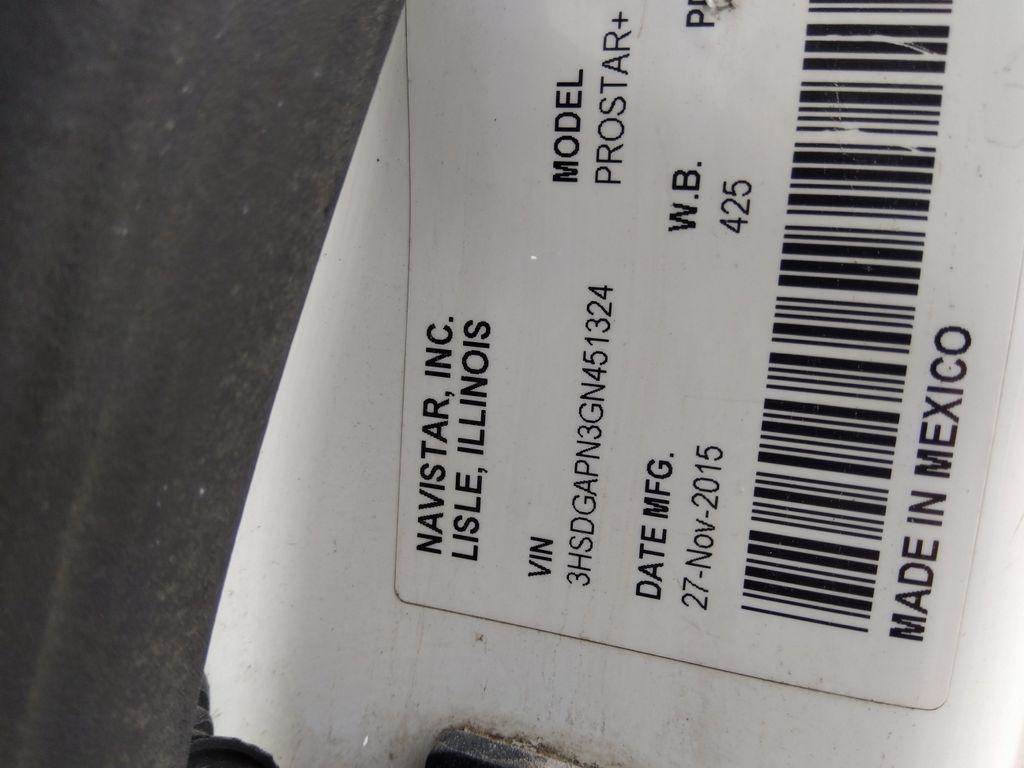 NAVISTAR, INC.
LISLE, ILLINOIS
VIN
MODEL
3HSDGAPN3GN451324
PROSTAR+
DATE MFG.
W.B.
27-Nov-2015
425
MADE IN MEXICO